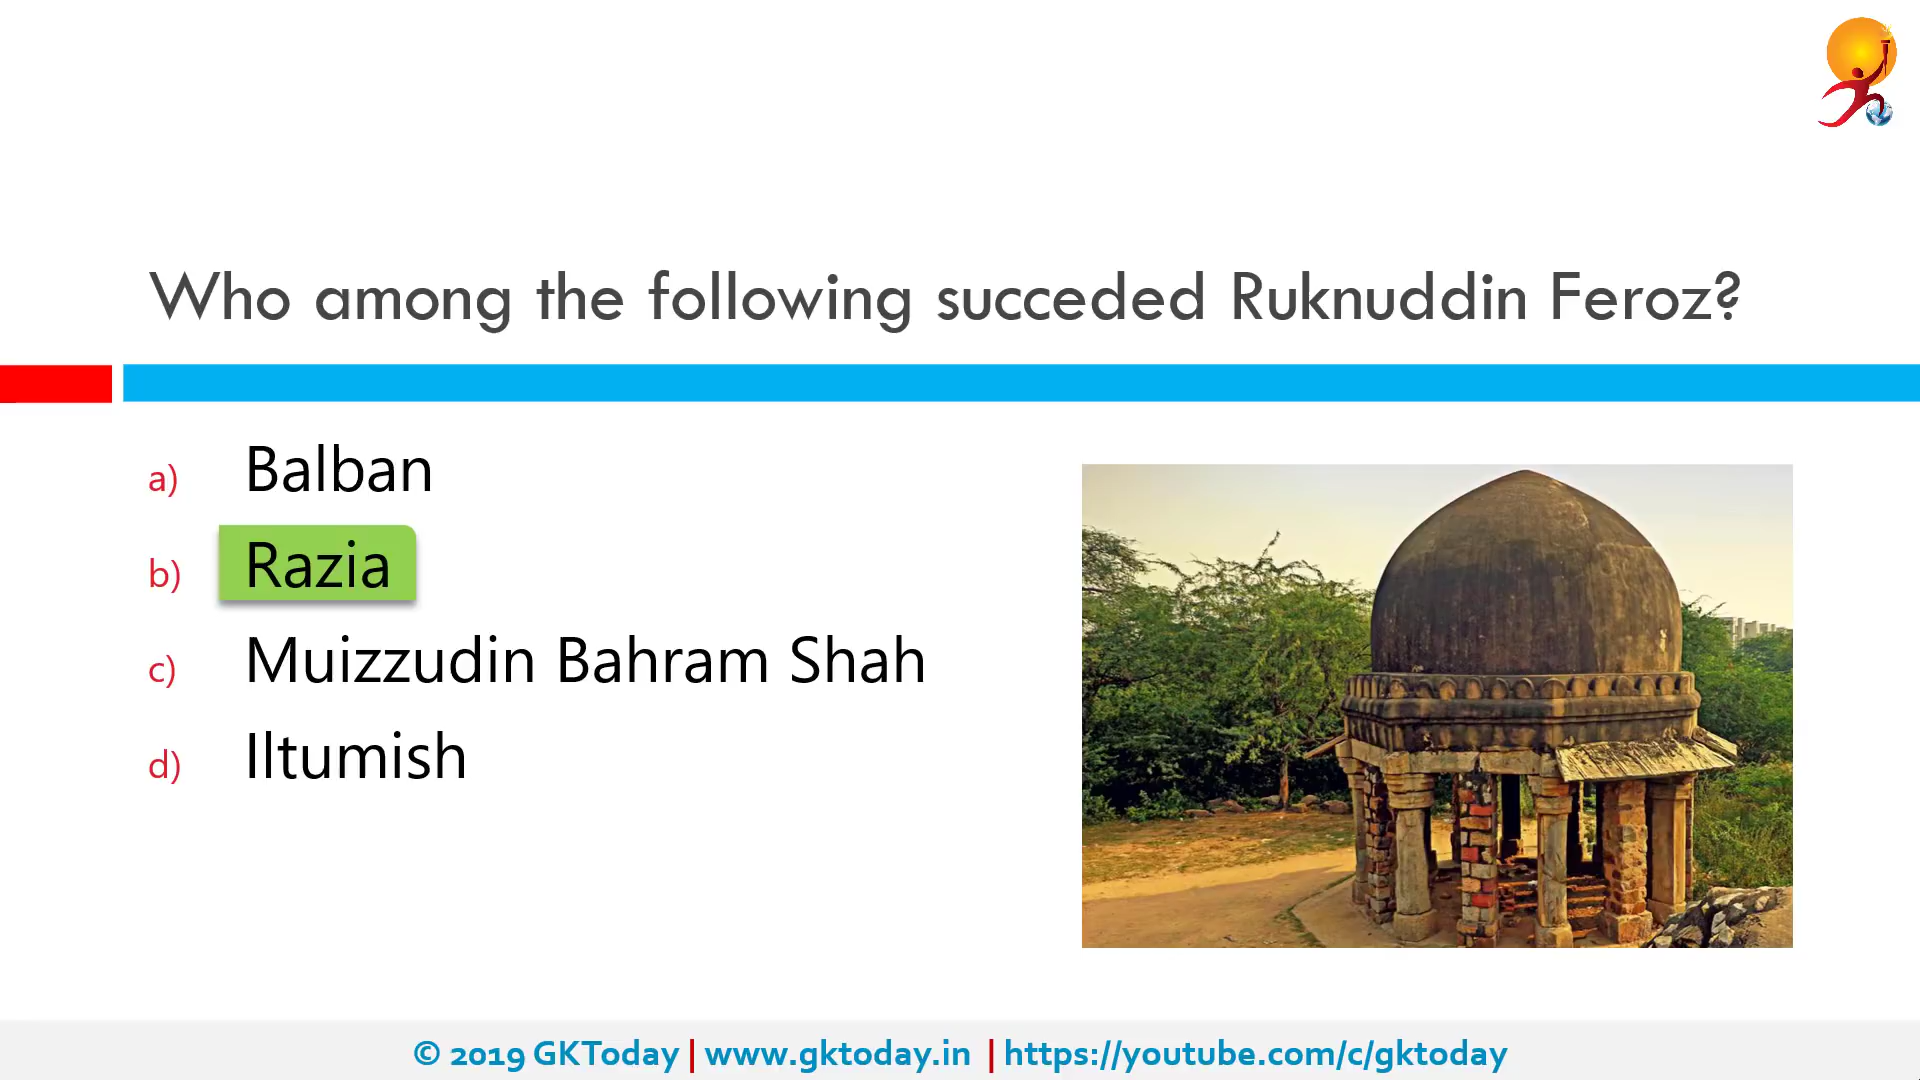 Who among the following succeded Ruknuddin Feroz?
a) Balban
b) Razia
c) Muizzudin Bahram Shah
d) Iltumish
© 2019 GKToday | www.gktoday.in | https://youtube.com/c/gktoday